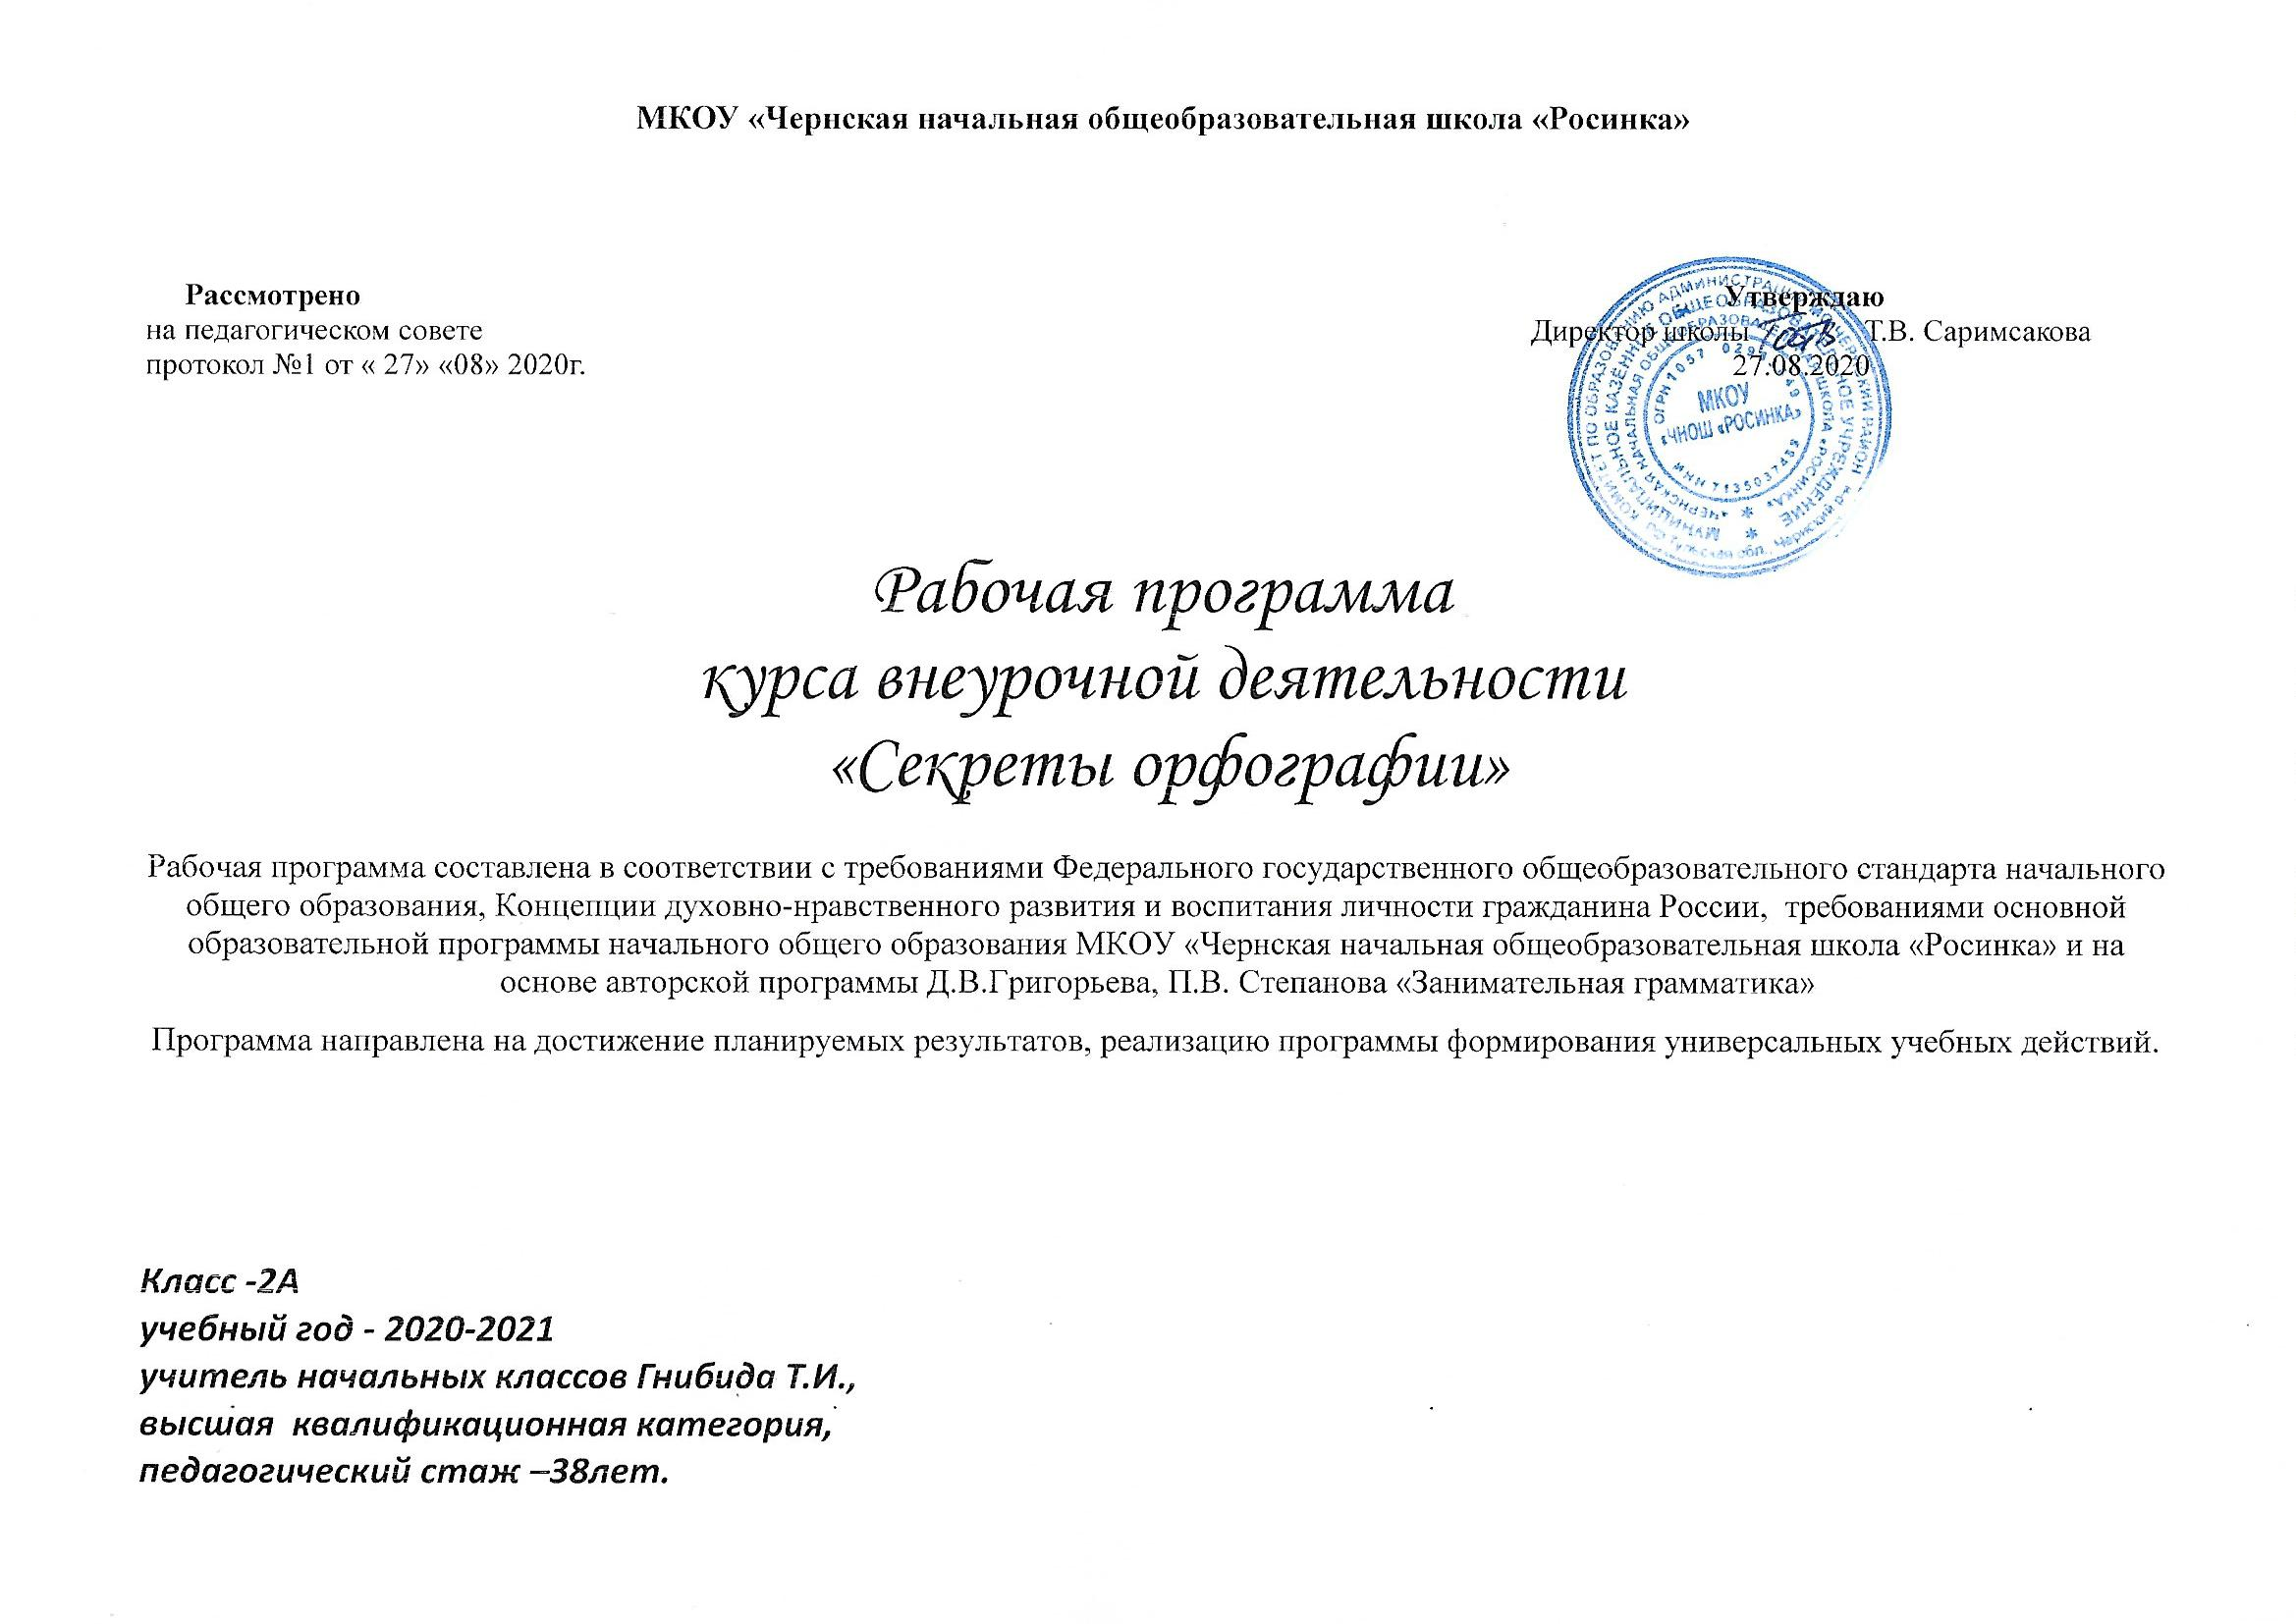 МКОУ «Чернская начальная общеобразовательная школа «Росинка»
Рассмотрено
на педагогическом совете
протокол №1 от « 27» «08» 2020г.
Утверждаю
Директор школы Т.В. Саримсакова
27.08.2020
МКОУ
«ЧНОШ «РОСИНКА»
ИНН 7135037459
Рабочая программа
курса внеурочной деятельности
«Секреты орфографии»
Рабочая программа составлена в соответствии с требованиями Федерального государственного общеобразовательного стандарта начального
общего образования, Концепции духовно-нравственного развития и воспитания личности гражданина России, требованиями основной
образовательной программы начального общего образования МКОУ «Чернская начальная общеобразовательная школа «Росинка» и на
основе авторской программы Д.В.Григорьева, П.В. Степанова «Занимательная грамматика»
Программа направлена на достижение планируемых результатов, реализацию программы формирования универсальных учебных действий.
Класс -2А
учебный год - 2020-2021
учитель начальных классов Гнибида Т.И.,
высшая квалификационная категория,
педагогический стаж –38лет.